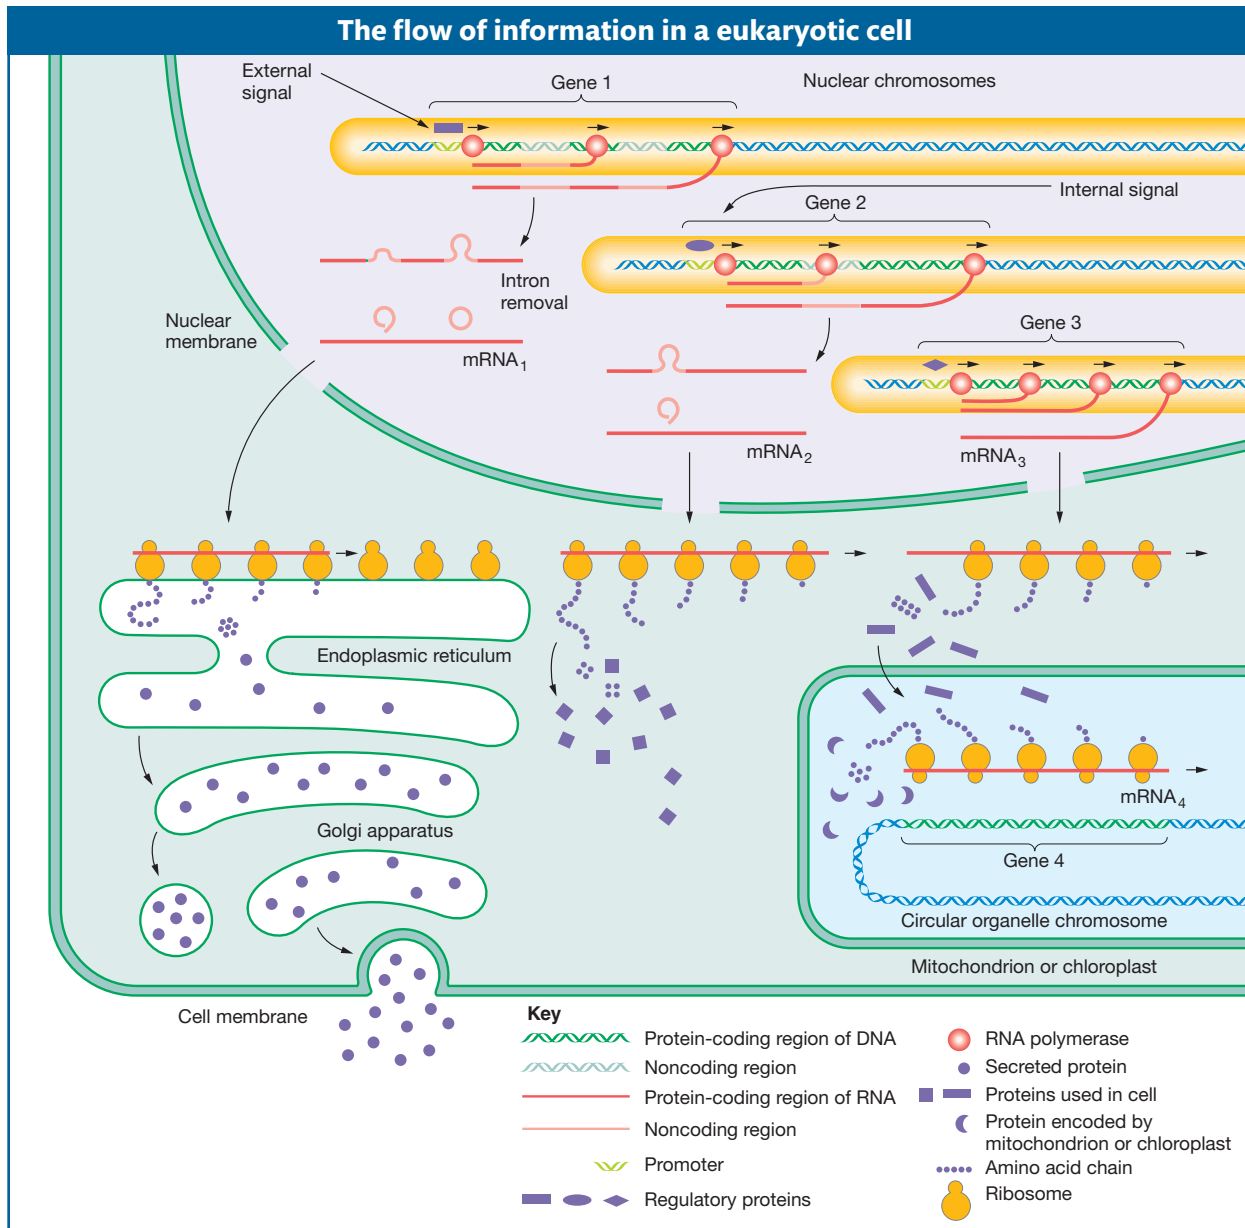 The flow of information in a eukaryotic cell
External
signal
Gene 1
Nuclear chromosomes
Internal signal
Gene 2
Intron
removal
Nuclear
membrane
mRNA1
Gene 3
mRNA2
mRNA3
Endoplasmic reticulum
mRNA4
Golgi apparatus
Gene 4
Circular organelle chromosome
Mitochondrion or chloroplast
Cell membrane
Key
Protein-coding region of DNA
Noncoding region
Protein-coding region of RNA
Noncoding region
Promoter
Regulatory proteins
RNA polymerase
Secreted protein
Proteins used in cell
Protein encoded by
mitochondrion or chloroplast
Amino acid chain
Ribosome